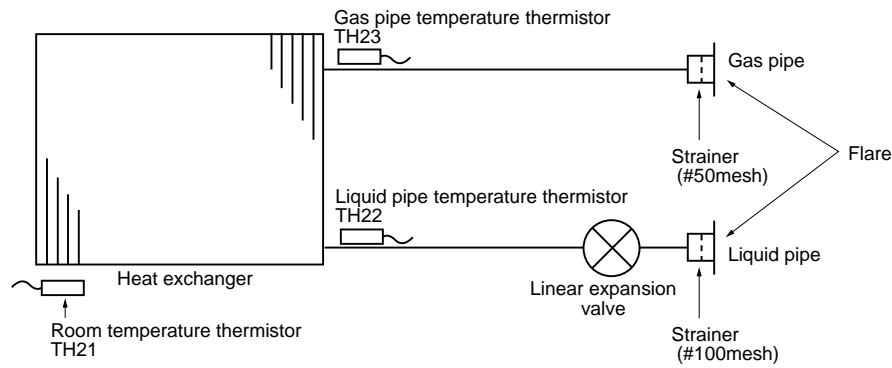 Gas pipe temperature thermistor
TH23
Gas pipe
Strainer
(#50mesh)
Flare
Liquid pipe temperature thermistor
TH22
Liquid pipe
Heat exchanger
Linear expansion
valve
Room temperature thermistor
TH21
Strainer
(#100mesh)